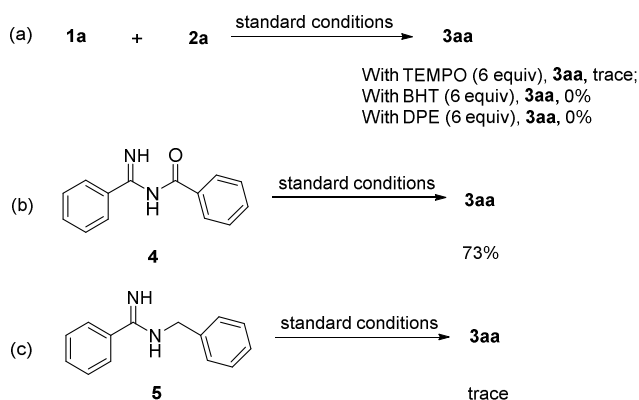 (a) 1a + 2a standard conditions 3aa
With TEMPO (6 equiv), 3aa, trace;
With BHT (6 equiv), 3aa, 0%
With DPE (6 equiv), 3aa, 0%
NH O
(b) N H standard conditions 3aa
4 73%
NH
(c) N H standard conditions 3aa
5 trace